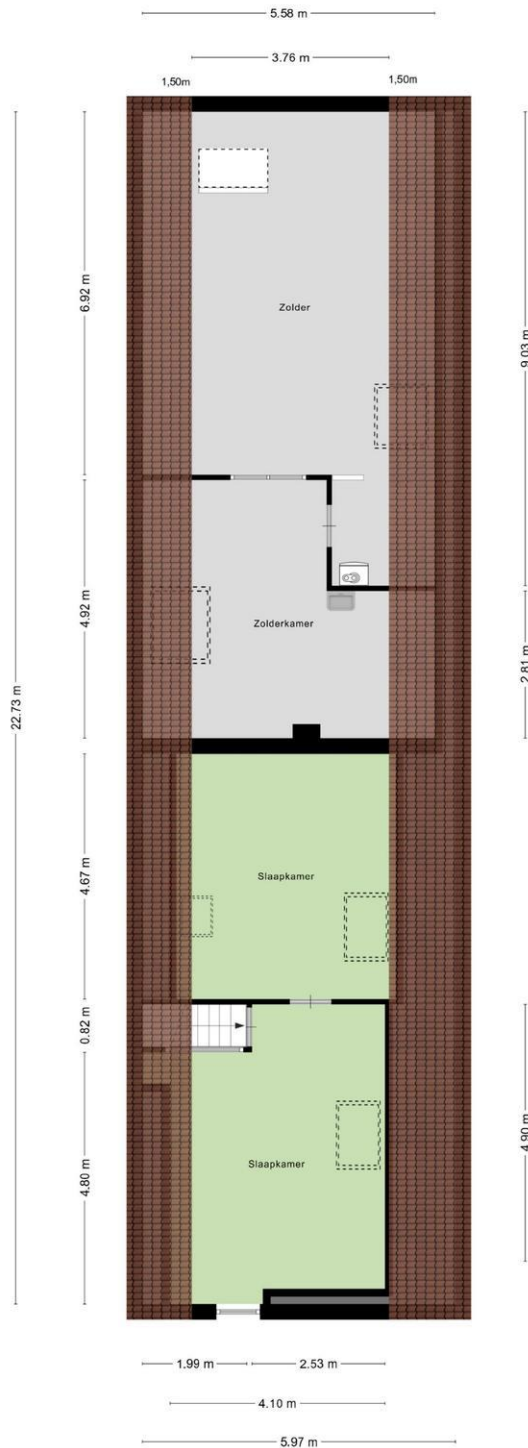 5.58 m
3.76 m
1,50m
1,50m
6.92 m
9.03 m
Zolder
4.92 m
Zolderkamer
2.81 m
22.73 m
4.67 m
Slaapkamer
0.82 m
4.80 m
4.90 m
Slaapkamer
1.99 m
2.53 m
4.10 m
5.97 m